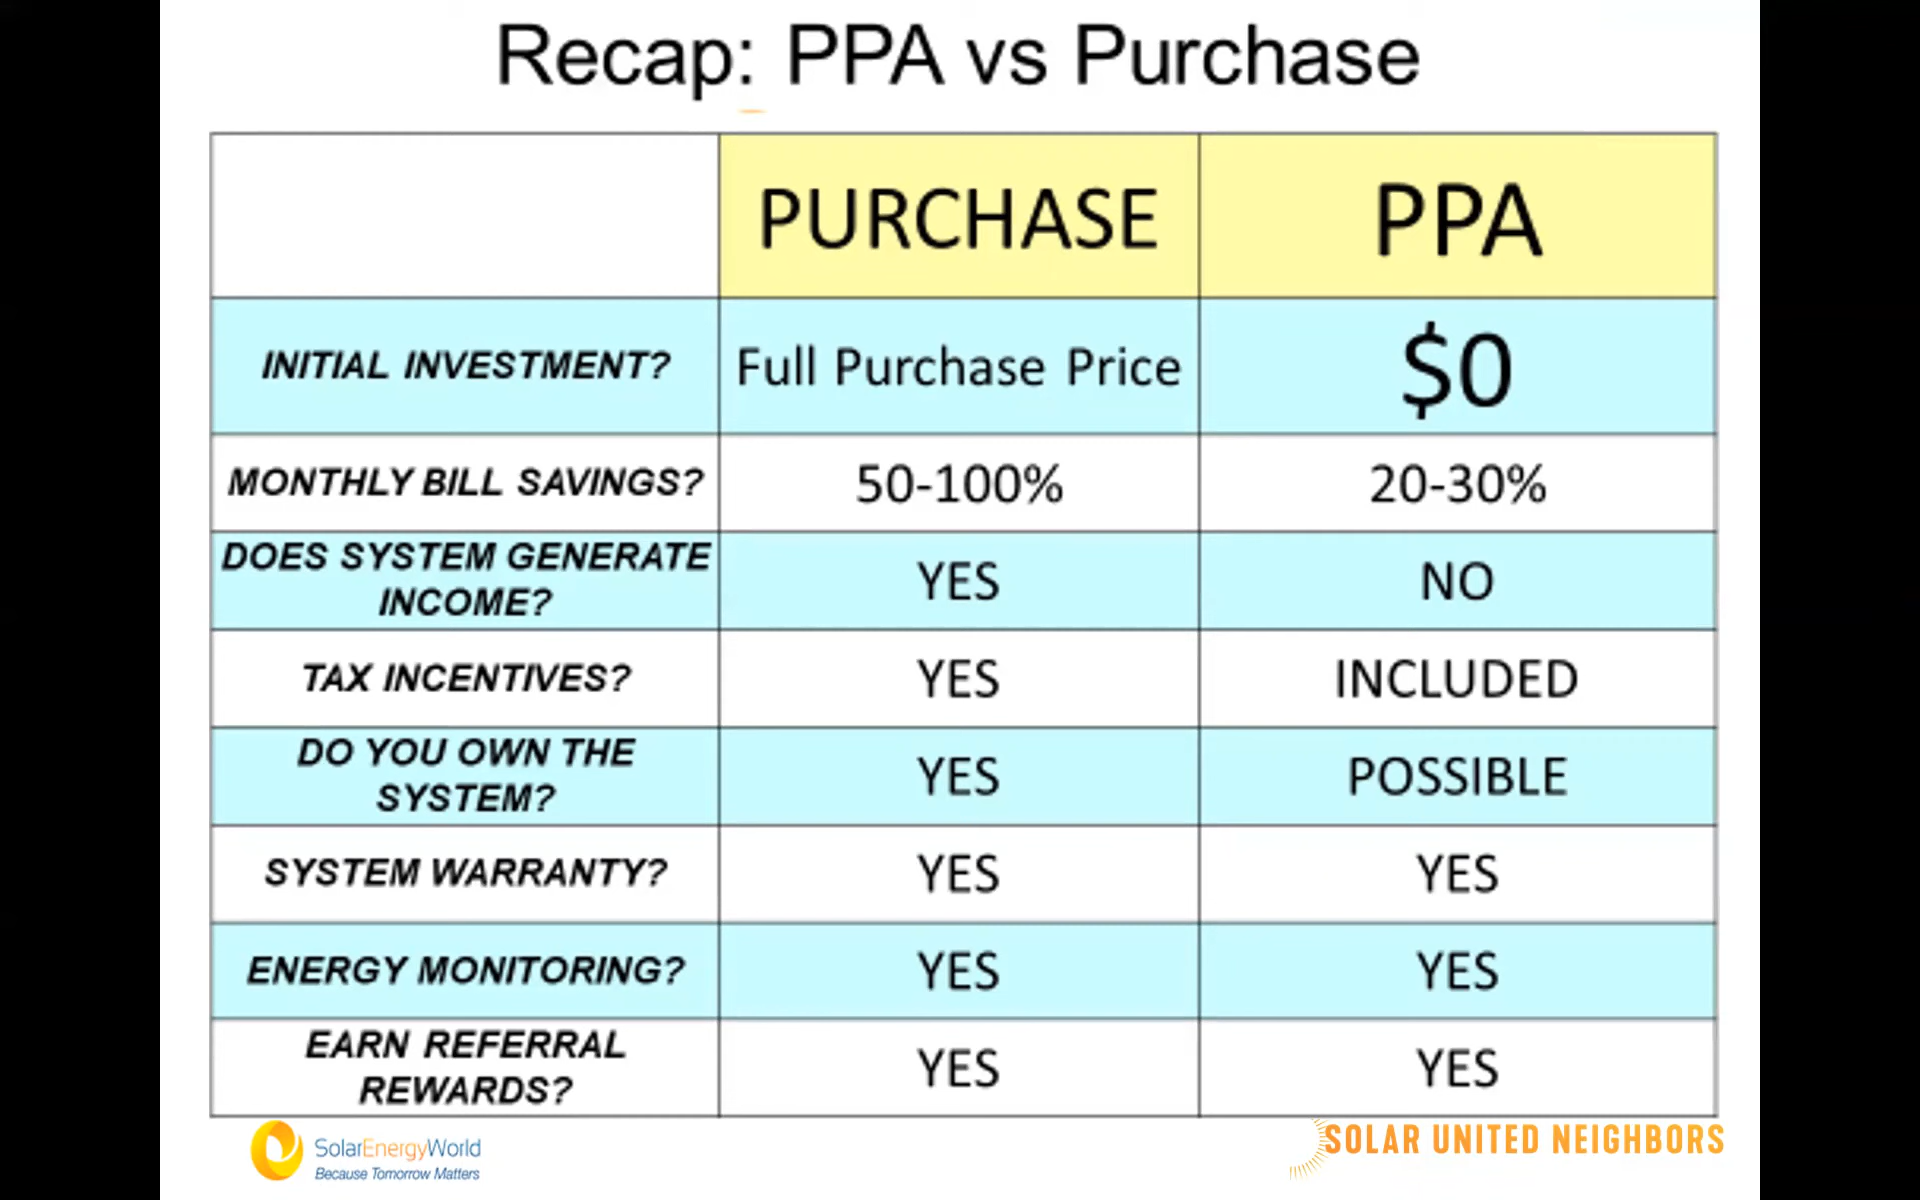 Recap: PPA vs Purchase
PURCHASE PPA
INITIAL INVESTMENT? Full Purchase Price $0
MONTHLY BILL SAVINGS? 50-100% 20-30%
DOES SYSTEM GENERATE
INCOME? YES NO
TAX INCENTIVES? YES INCLUDED
DO YOU OWN THE
SYSTEM? YES POSSIBLE
SYSTEM WARRANTY? YES YES
ENERGY MONITORING? YES YES
EARN REFERRAL
REWARDS? YES YES
SolarEnergyWorld
Because Tomorrow Matters
SOLAR UNITED NEIGHBORS